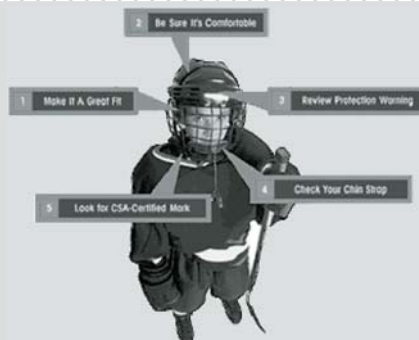 1 Make It A Great Fit
2 Be Sure It's Comfortable
3 Review Protection Warning
4 Check Your Chin Strap
5 Look for CSA-Certified Mark